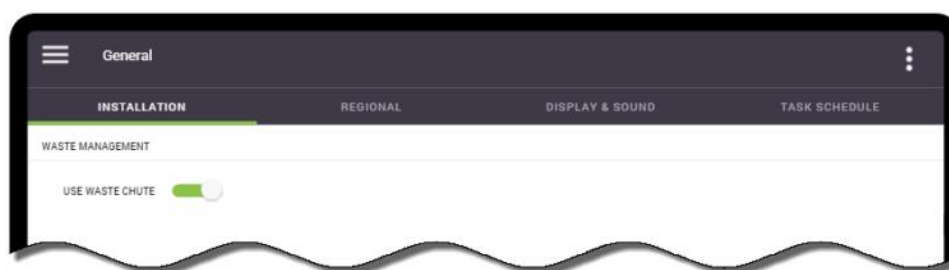 General
INSTALLATION REGIONAL DISPLAY & SOUND TASK SCHEDULE
WASTE MANAGEMENT
USE WASTE CHUTE